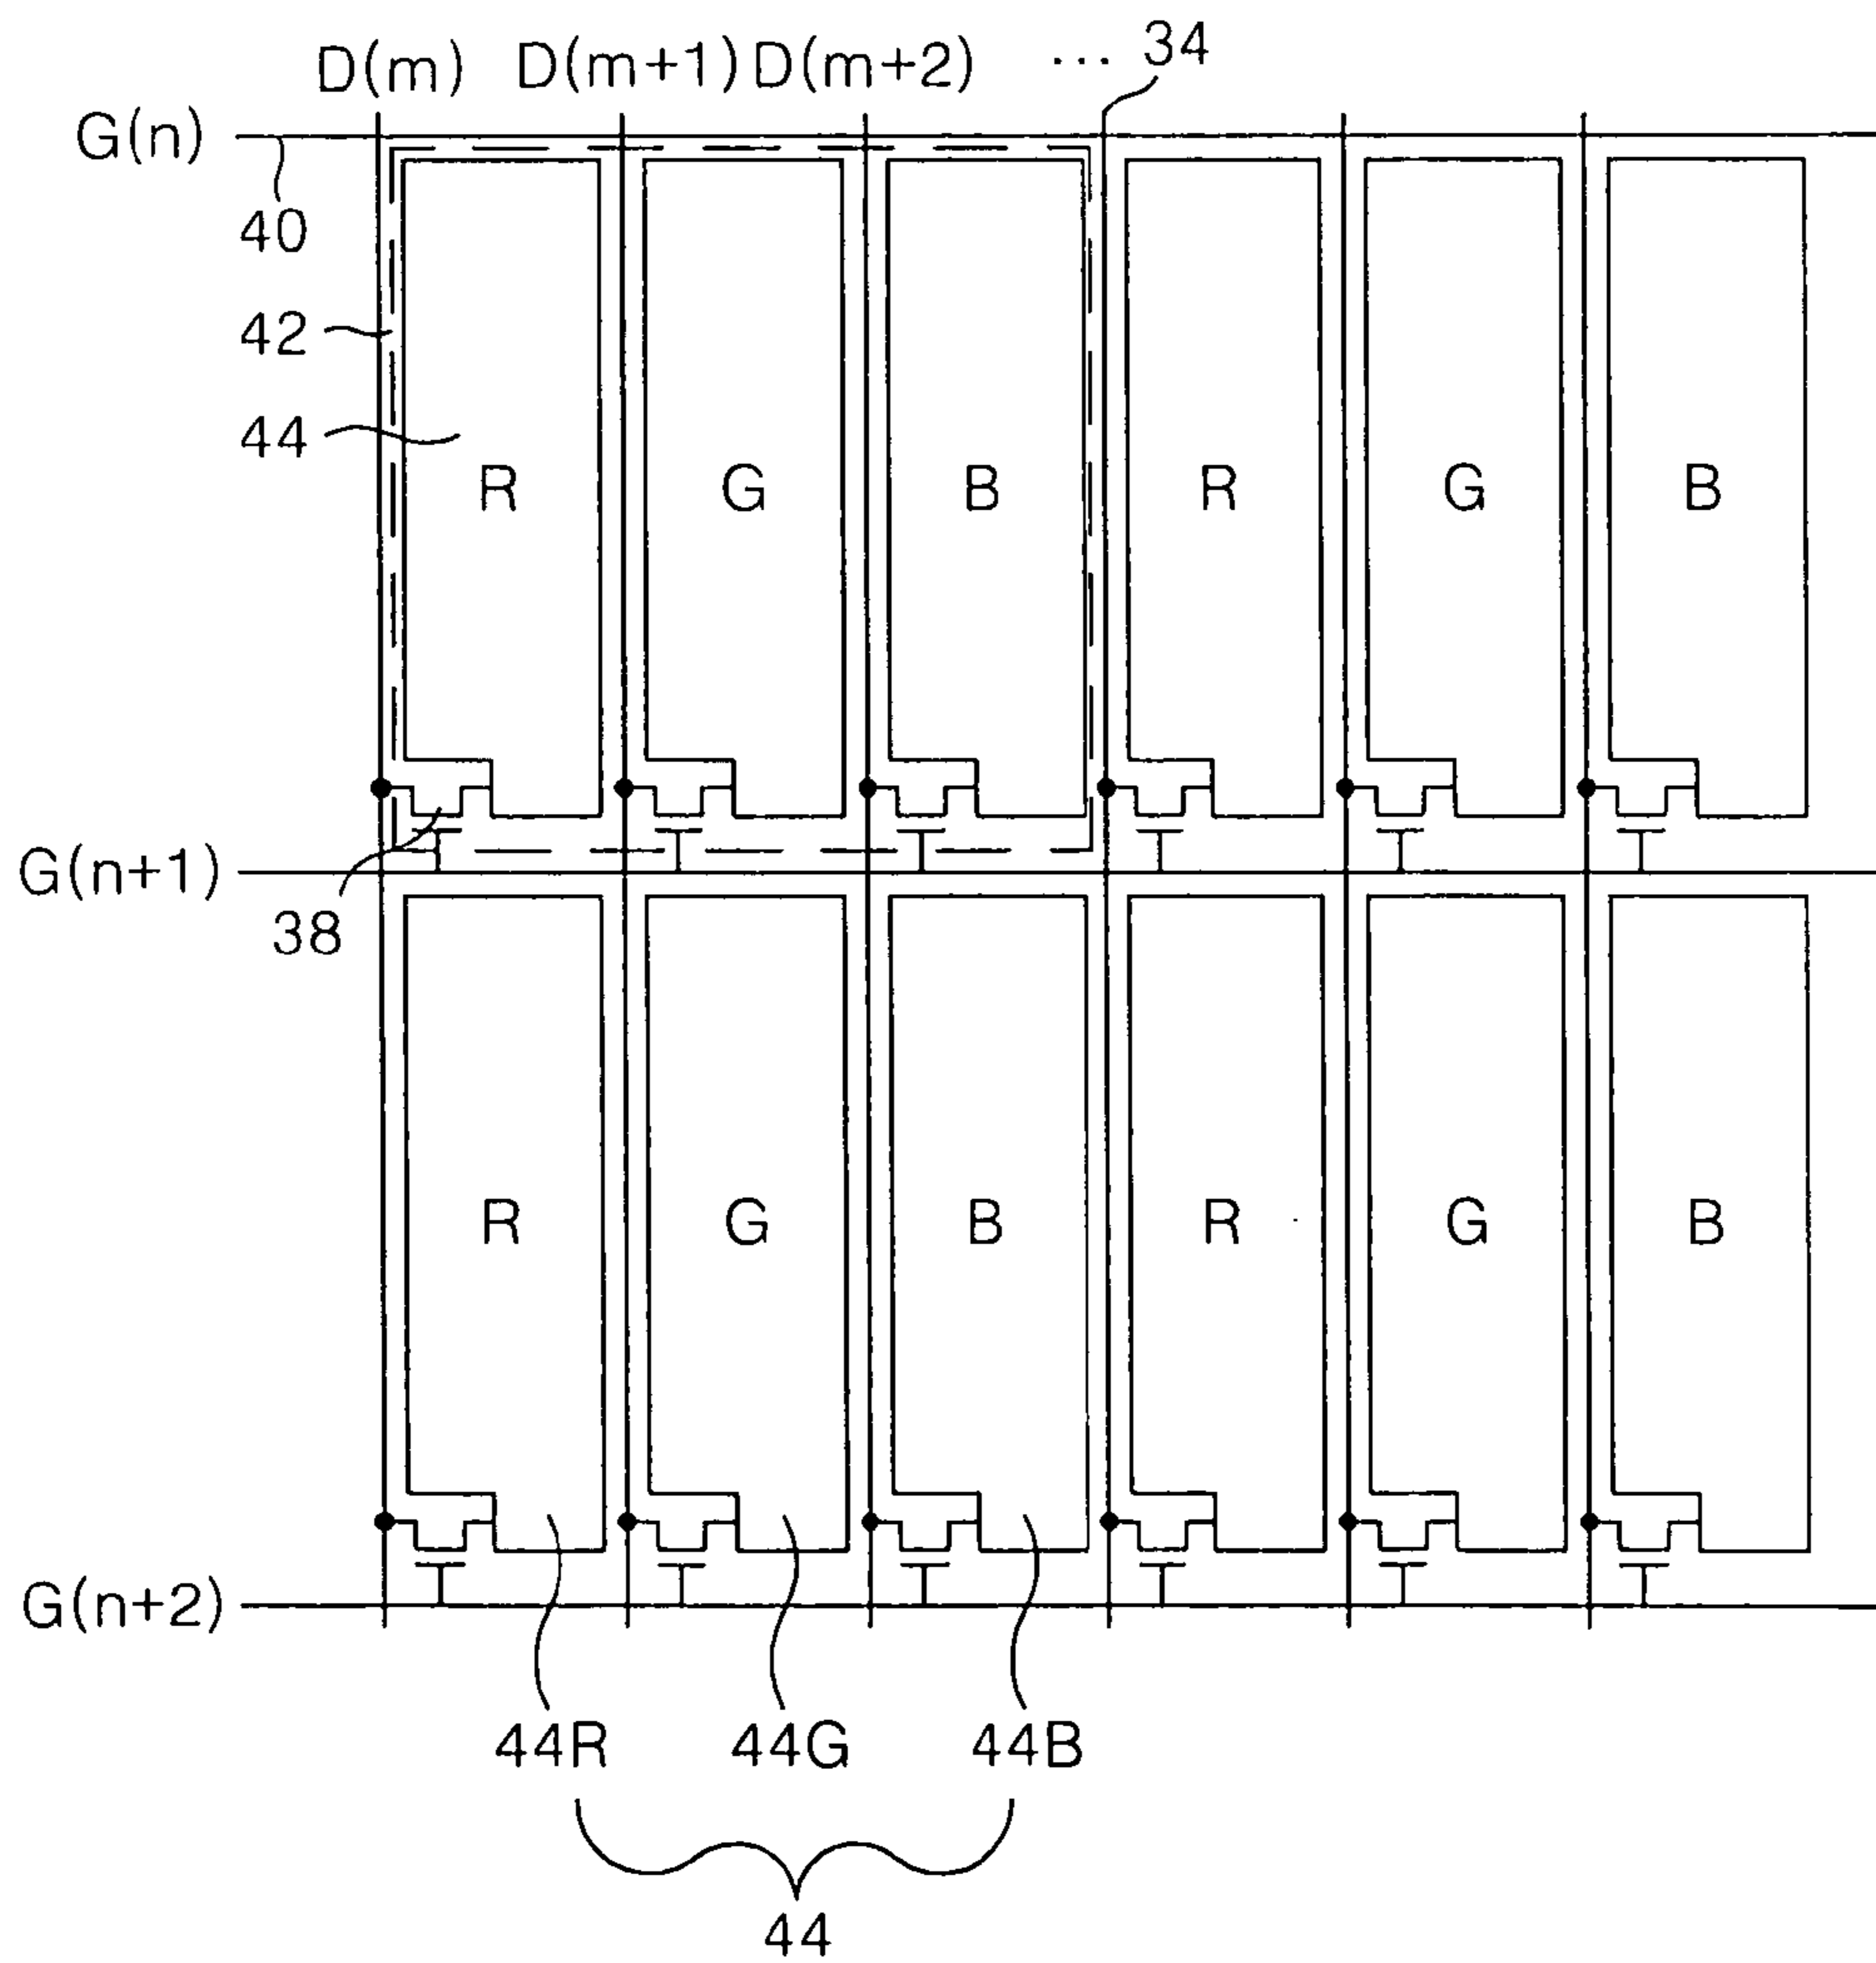 D(m) D(m+1) D(m+2) ... 34
G(n)
40
42
44
R G B R G B
G(n+1)
38
R G B R G B
G(n+2)
44R 44G 44B
44